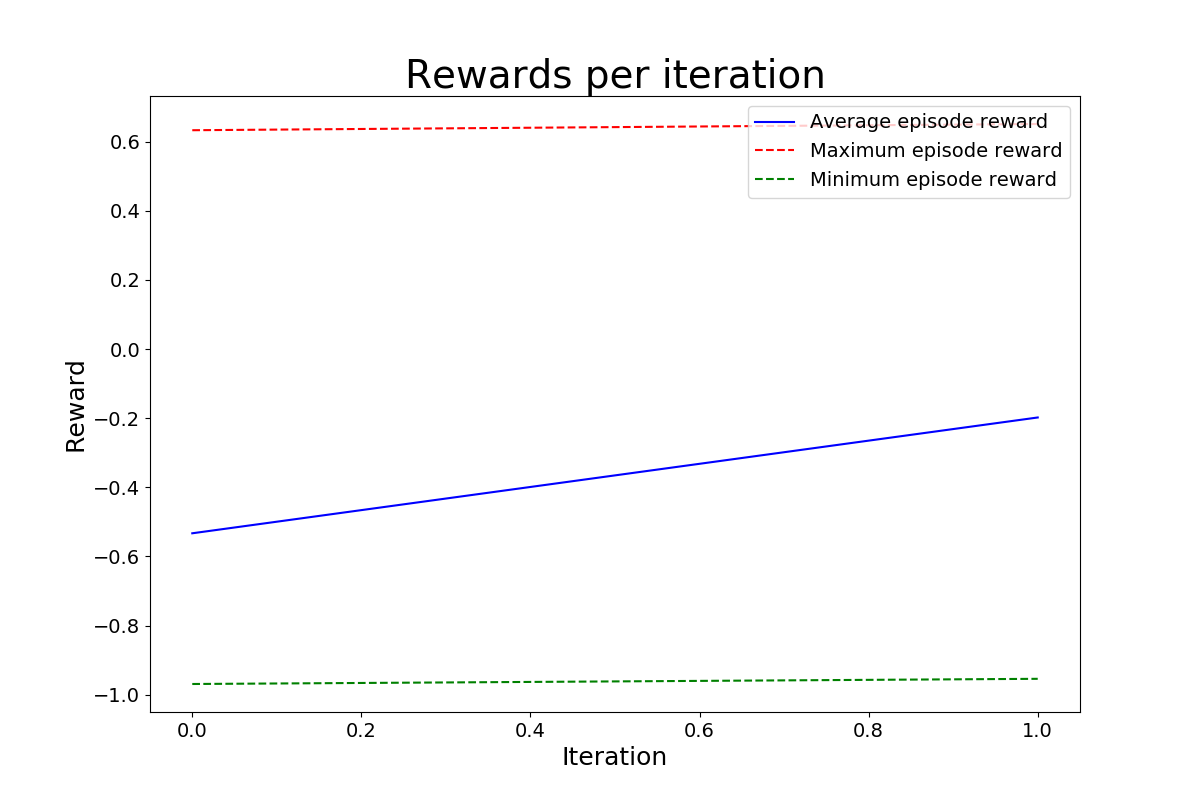 Rewards per iteration
Average episode reward
Maximum episode reward
Minimum episode reward
0.6
0.4
0.2
0.0
−0.2
−0.4
−0.6
−0.8
−1.0
Reward
0.0 0.2 0.4 0.6 0.8 1.0
Iteration